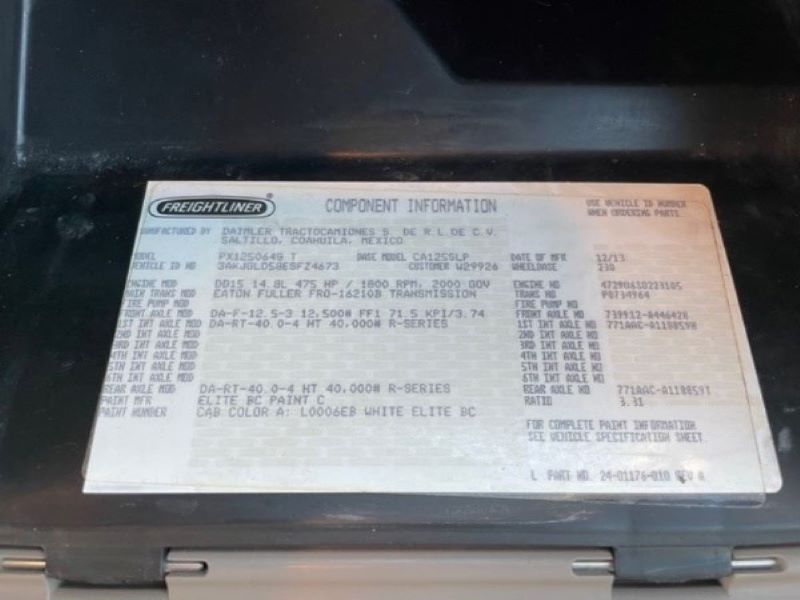 FREIGHTLINER ® COMPONENT INFORMATION USE VEHICLE ID NUMBER
WHEN ORDERING PARTS.
MANUFACTURED BY DAIMLER TRACTOCAMIONES S. DE R.L DE C.V.
SALTILLO, COAHUILA, MEXICO
MODEL PX125064S T BASE MODEL CA125SLP DATE OF MFR 12/13
VEHICLE ID NO CUSTOMER W29926 WHEELBASE 230
ENGINE MOD DD15 14.8L 475 HP / 1800 RPM, 2000 GOV ENGINE NO
MAIN TRANS MOD EATON FULLER FRO-16210B TRANSMISSION TRANS NO P0734964
FIRE PUMP MOD FIRE PUMP NO
FRONT AXLE MOD DA-F-12.5-3 12,500# FF1 71.5 KPI/3.74 FRONT AXLE NO
1ST INT AXLE MOD DA-RT-40.0-4 HT 40.000# R-SERIES 1ST INT AXLE NO
2ND INT AXLE MOD 2ND INT AXLE NO
3RD INT AXLE MOD 3RD INT AXLE NO
4TH INT AXLE MOD 4TH INT AXLE NO
5TH INT AXLE MOD 5TH INT AXLE NO
6TH INT AXLE MOD 6TH INT AXLE NO
REAR AXLE MOD DA-RT-40.0-4 HT 40.000# R-SERIES REAR AXLE NO
PAINT MFR ELITE BC PAINT C RATIO 3.31
PAINT NUMBER CAB COLOR A: L0006EB WHITE ELITE BC
FOR COMPLETE PAINT INFORMATION
SEE VEHICLE SPECIFICATION SHEET
L PART NO. 24-01176-010 REV A